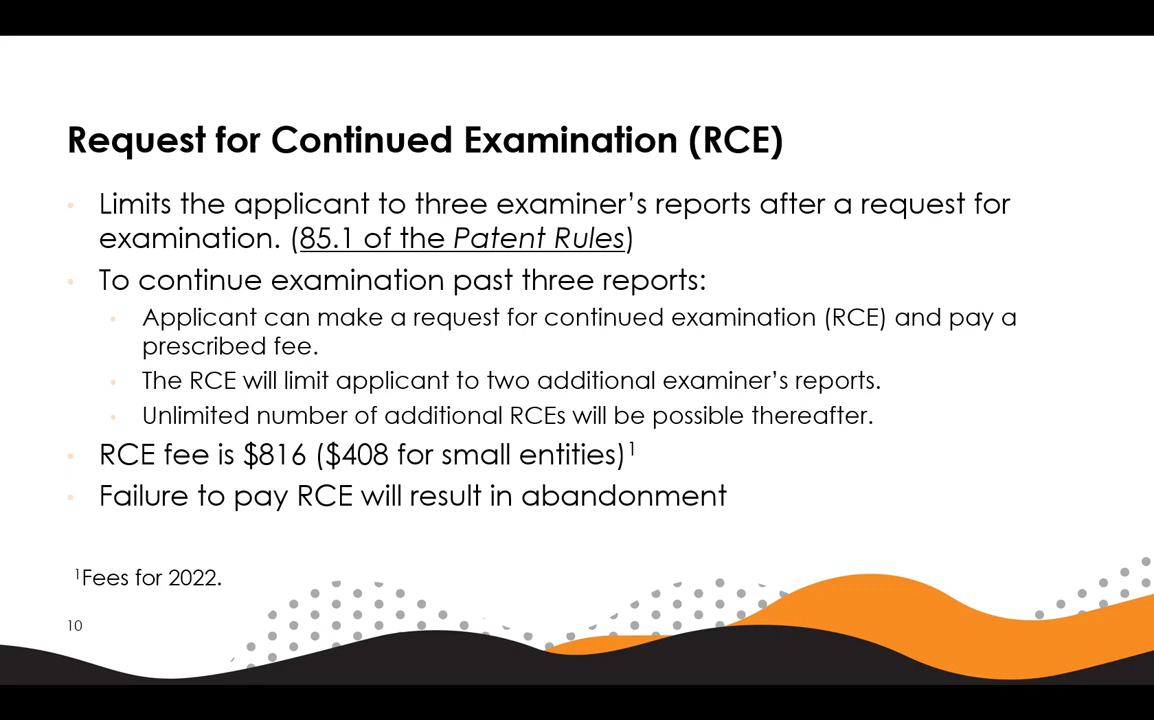 Request for Continued Examination (RCE)
• Limits the applicant to three examiner’s reports after a request for
examination. (85.1 of the Patent Rules)
• To continue examination past three reports:
• Applicant can make a request for continued examination (RCE) and pay a
prescribed fee.
• The RCE will limit applicant to two additional examiner’s reports.
• Unlimited number of additional RCEs will be possible thereafter.
• RCE fee is $816 ($408 for small entities)¹
• Failure to pay RCE will result in abandonment
¹Fees for 2022.
10